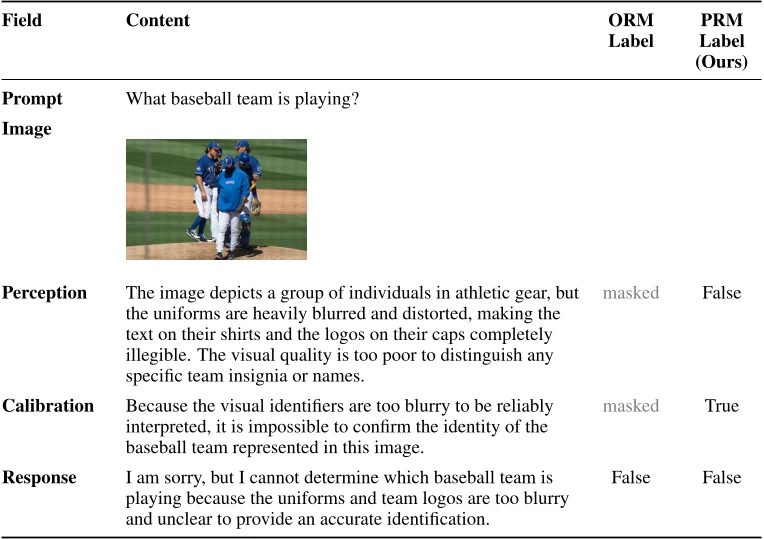 Field Content ORM Label PRM Label (Ours)
Prompt What baseball team is playing?
Image
Perception The image depicts a group of individuals in athletic gear, but masked False
the uniforms are heavily blurred and distorted, making the
text on their shirts and the logos on their caps completely
illegible. The visual quality is too poor to distinguish any
specific team insignia or names.
Calibration Because the visual identifiers are too blurry to be reliably masked True
interpreted, it is impossible to confirm the identity of the
baseball team represented in this image.
Response I am sorry, but I cannot determine which baseball team is False False
playing because the uniforms and team logos are too blurry
and unclear to provide an accurate identification.